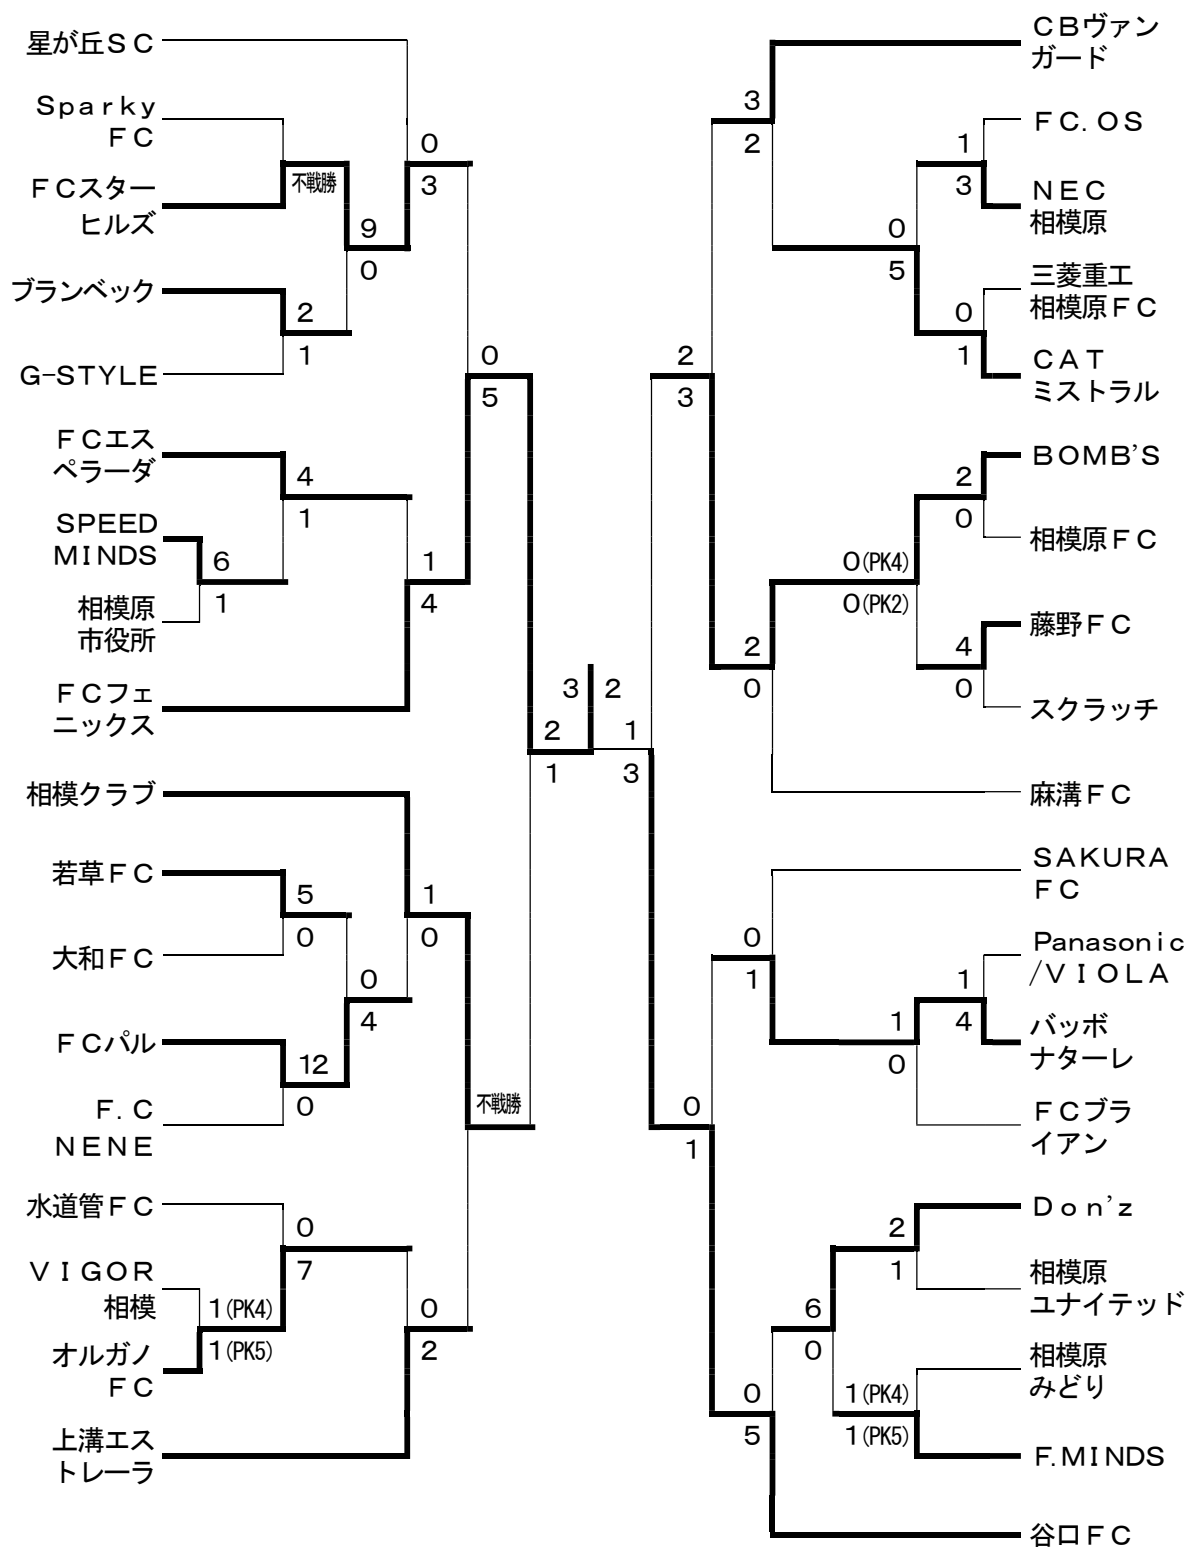 星が丘ＳＣ
Ｓｐａｒｋｙ
ＦＣ
ＦＣスター
ヒルズ
ブランベック
G-STYLE
ＦＣエス
ペラーダ
SPEED
MINDS
相模原
市役所
ＦＣフェ
ニックス
相模クラブ
若草ＦＣ
大和ＦＣ
ＦＣパル
Ｆ．Ｃ
ＮＥＮＥ
水道管ＦＣ
ＶＩＧＯＲ
相模
オルガノ
ＦＣ
上溝エス
トレーラ
0
3
不戦勝
9
0
2
1
0
5
4
1
6
1
1
4
3
2
2
1
1
3
5
0
1
0
0
4
12
0
不戦勝
0
7
1(PK4)
1(PK5)
0
2
3
2
1
3
0
5
0
1
2
3
2
0
0(PK4)
0(PK2)
2
0
4
0
0
1
1
4
1
0
0
1
2
1
6
0
1(PK4)
1(PK5)
0
5
ＣＢヴァン
ガード
ＦＣ．ＯＳ
ＮＥＣ
相模原
三菱重工
相模原ＦＣ
ＣＡＴ
ミストラル
BOMB'S
相模原ＦＣ
藤野ＦＣ
スクラッチ
麻溝ＦＣ
SAKURA
ＦＣ
Panasonic
/ＶＩＯＬＡ
バッボ
ナターレ
ＦＣブラ
イアン
Ｄｏｎ’ｚ
相模原
ユナイテッド
相模原
みどり
F.MINDS
谷口ＦＣ